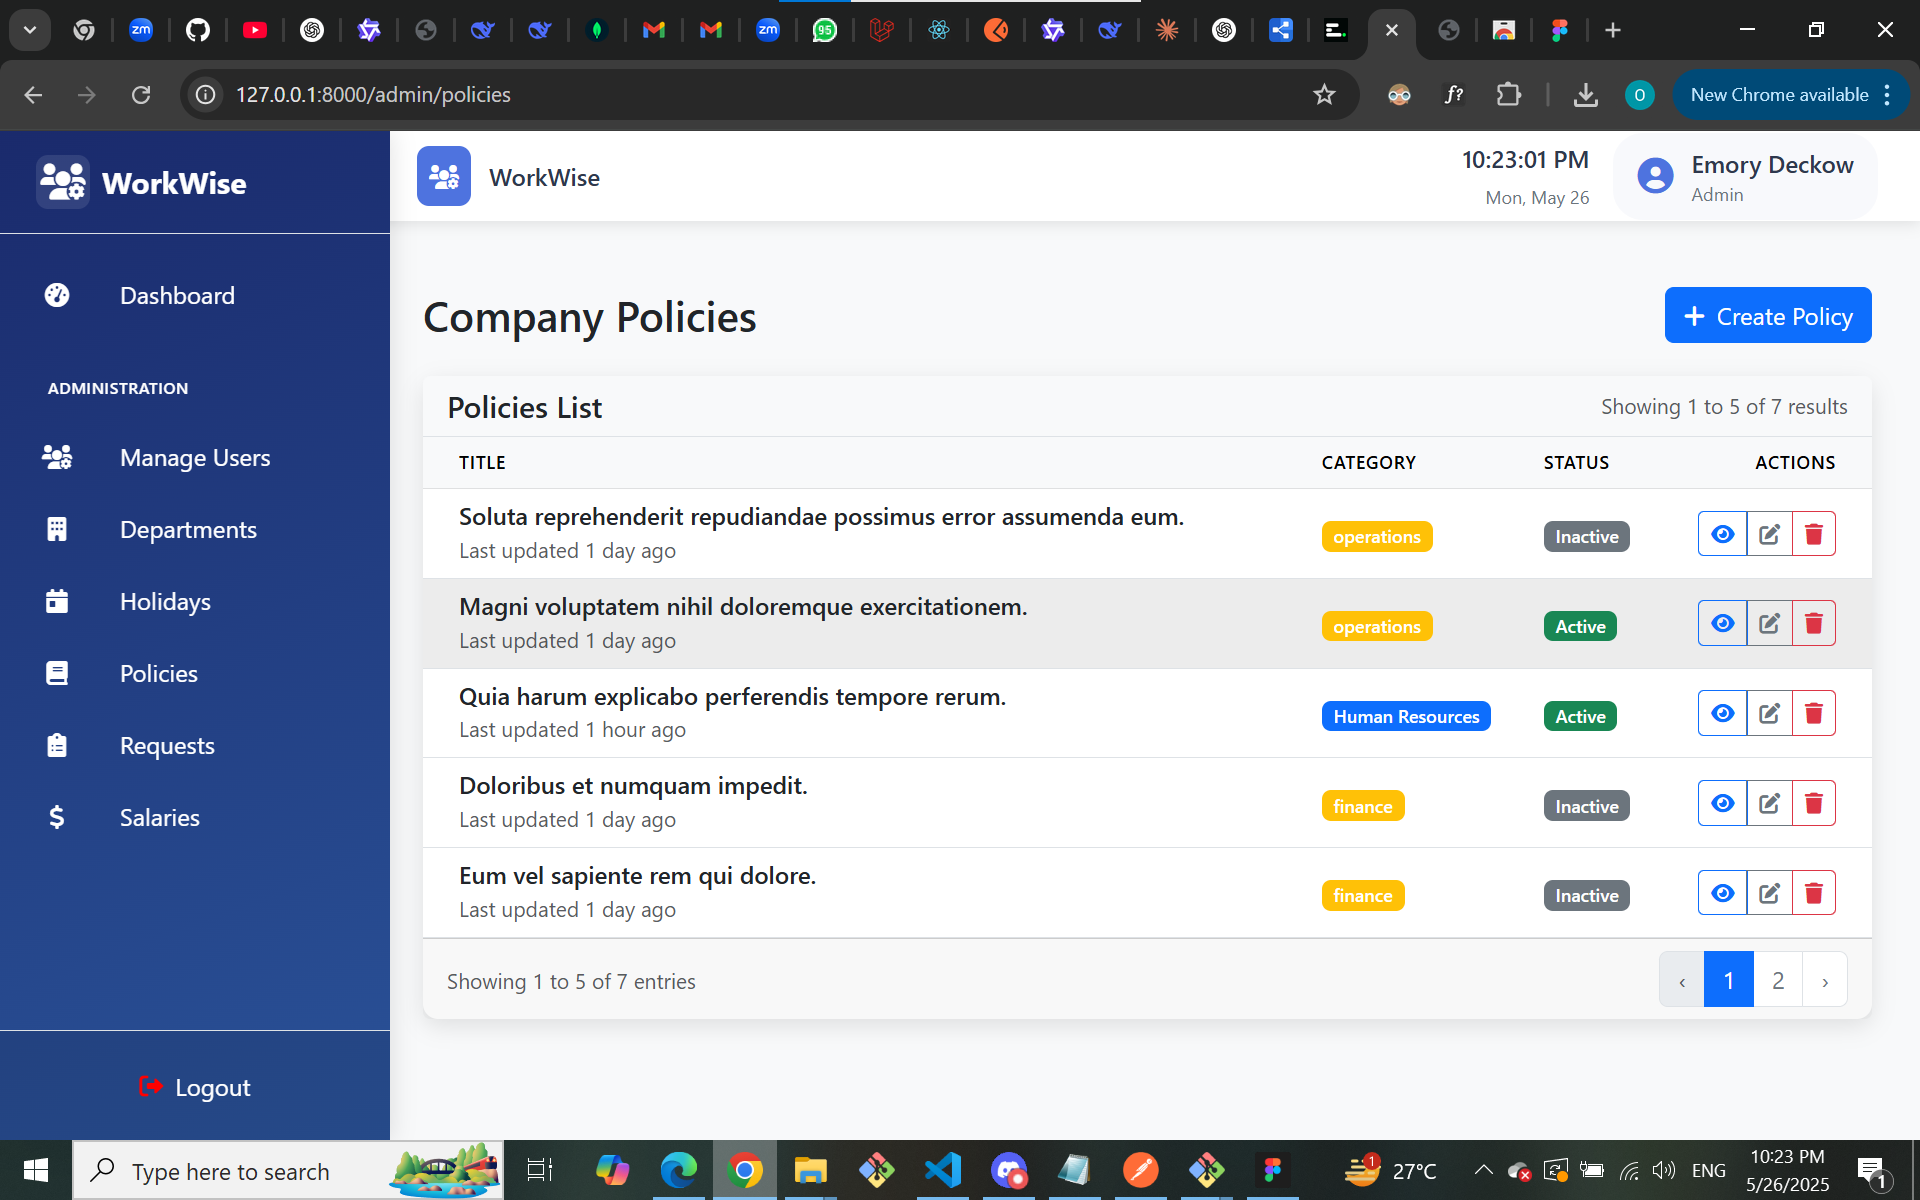 127.0.0.1:8000/admin/policies
New Chrome available
WorkWise
WorkWise
10:23:01 PM
Mon, May 26
Emory Deckow
Admin
Dashboard
ADMINISTRATION
Manage Users
Departments
Holidays
Policies
Requests
Salaries
Logout
Company Policies
+ Create Policy
Policies List
Showing 1 to 5 of 7 results
TITLE CATEGORY STATUS ACTIONS
Soluta reprehenderit repudiandae possimus error assumenda eum.
Last updated 1 day ago
operations Inactive
Magni voluptatem nihil doloremque exercitationem.
Last updated 1 day ago
operations Active
Quia harum explicabo perferendis tempore rerum.
Last updated 1 hour ago
Human Resources Active
Doloribus et numquam impedit.
Last updated 1 day ago
finance Inactive
Eum vel sapiente rem qui dolore.
Last updated 1 day ago
finance Inactive
Showing 1 to 5 of 7 entries
‹ 1 2 ›
Type here to search
27°C
ENG
10:23 PM
5/26/2025